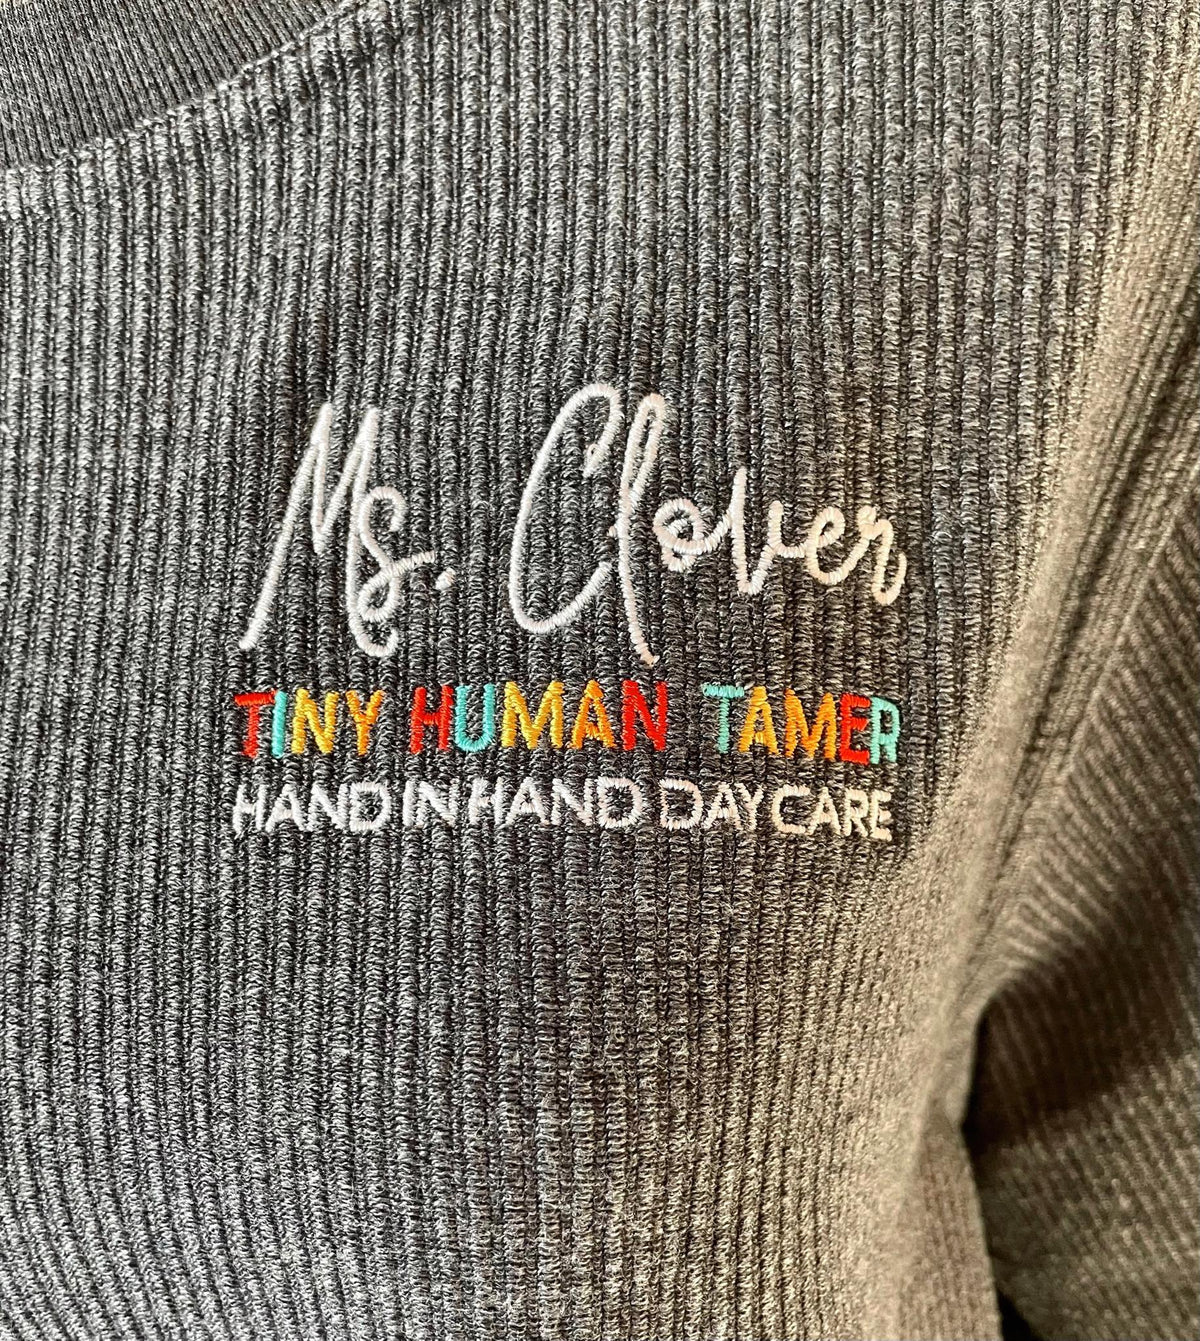 Ms. Clover
TINY HUMAN TAMER
HAND IN HAND DAY CARE